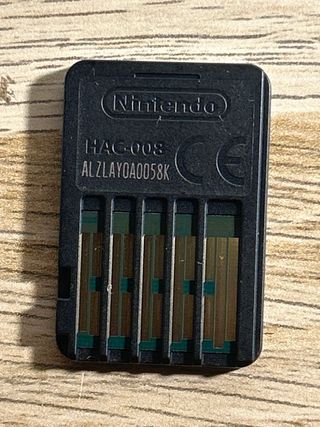 Nintendo
HAC-008
ALZLAYOA0058K
CE